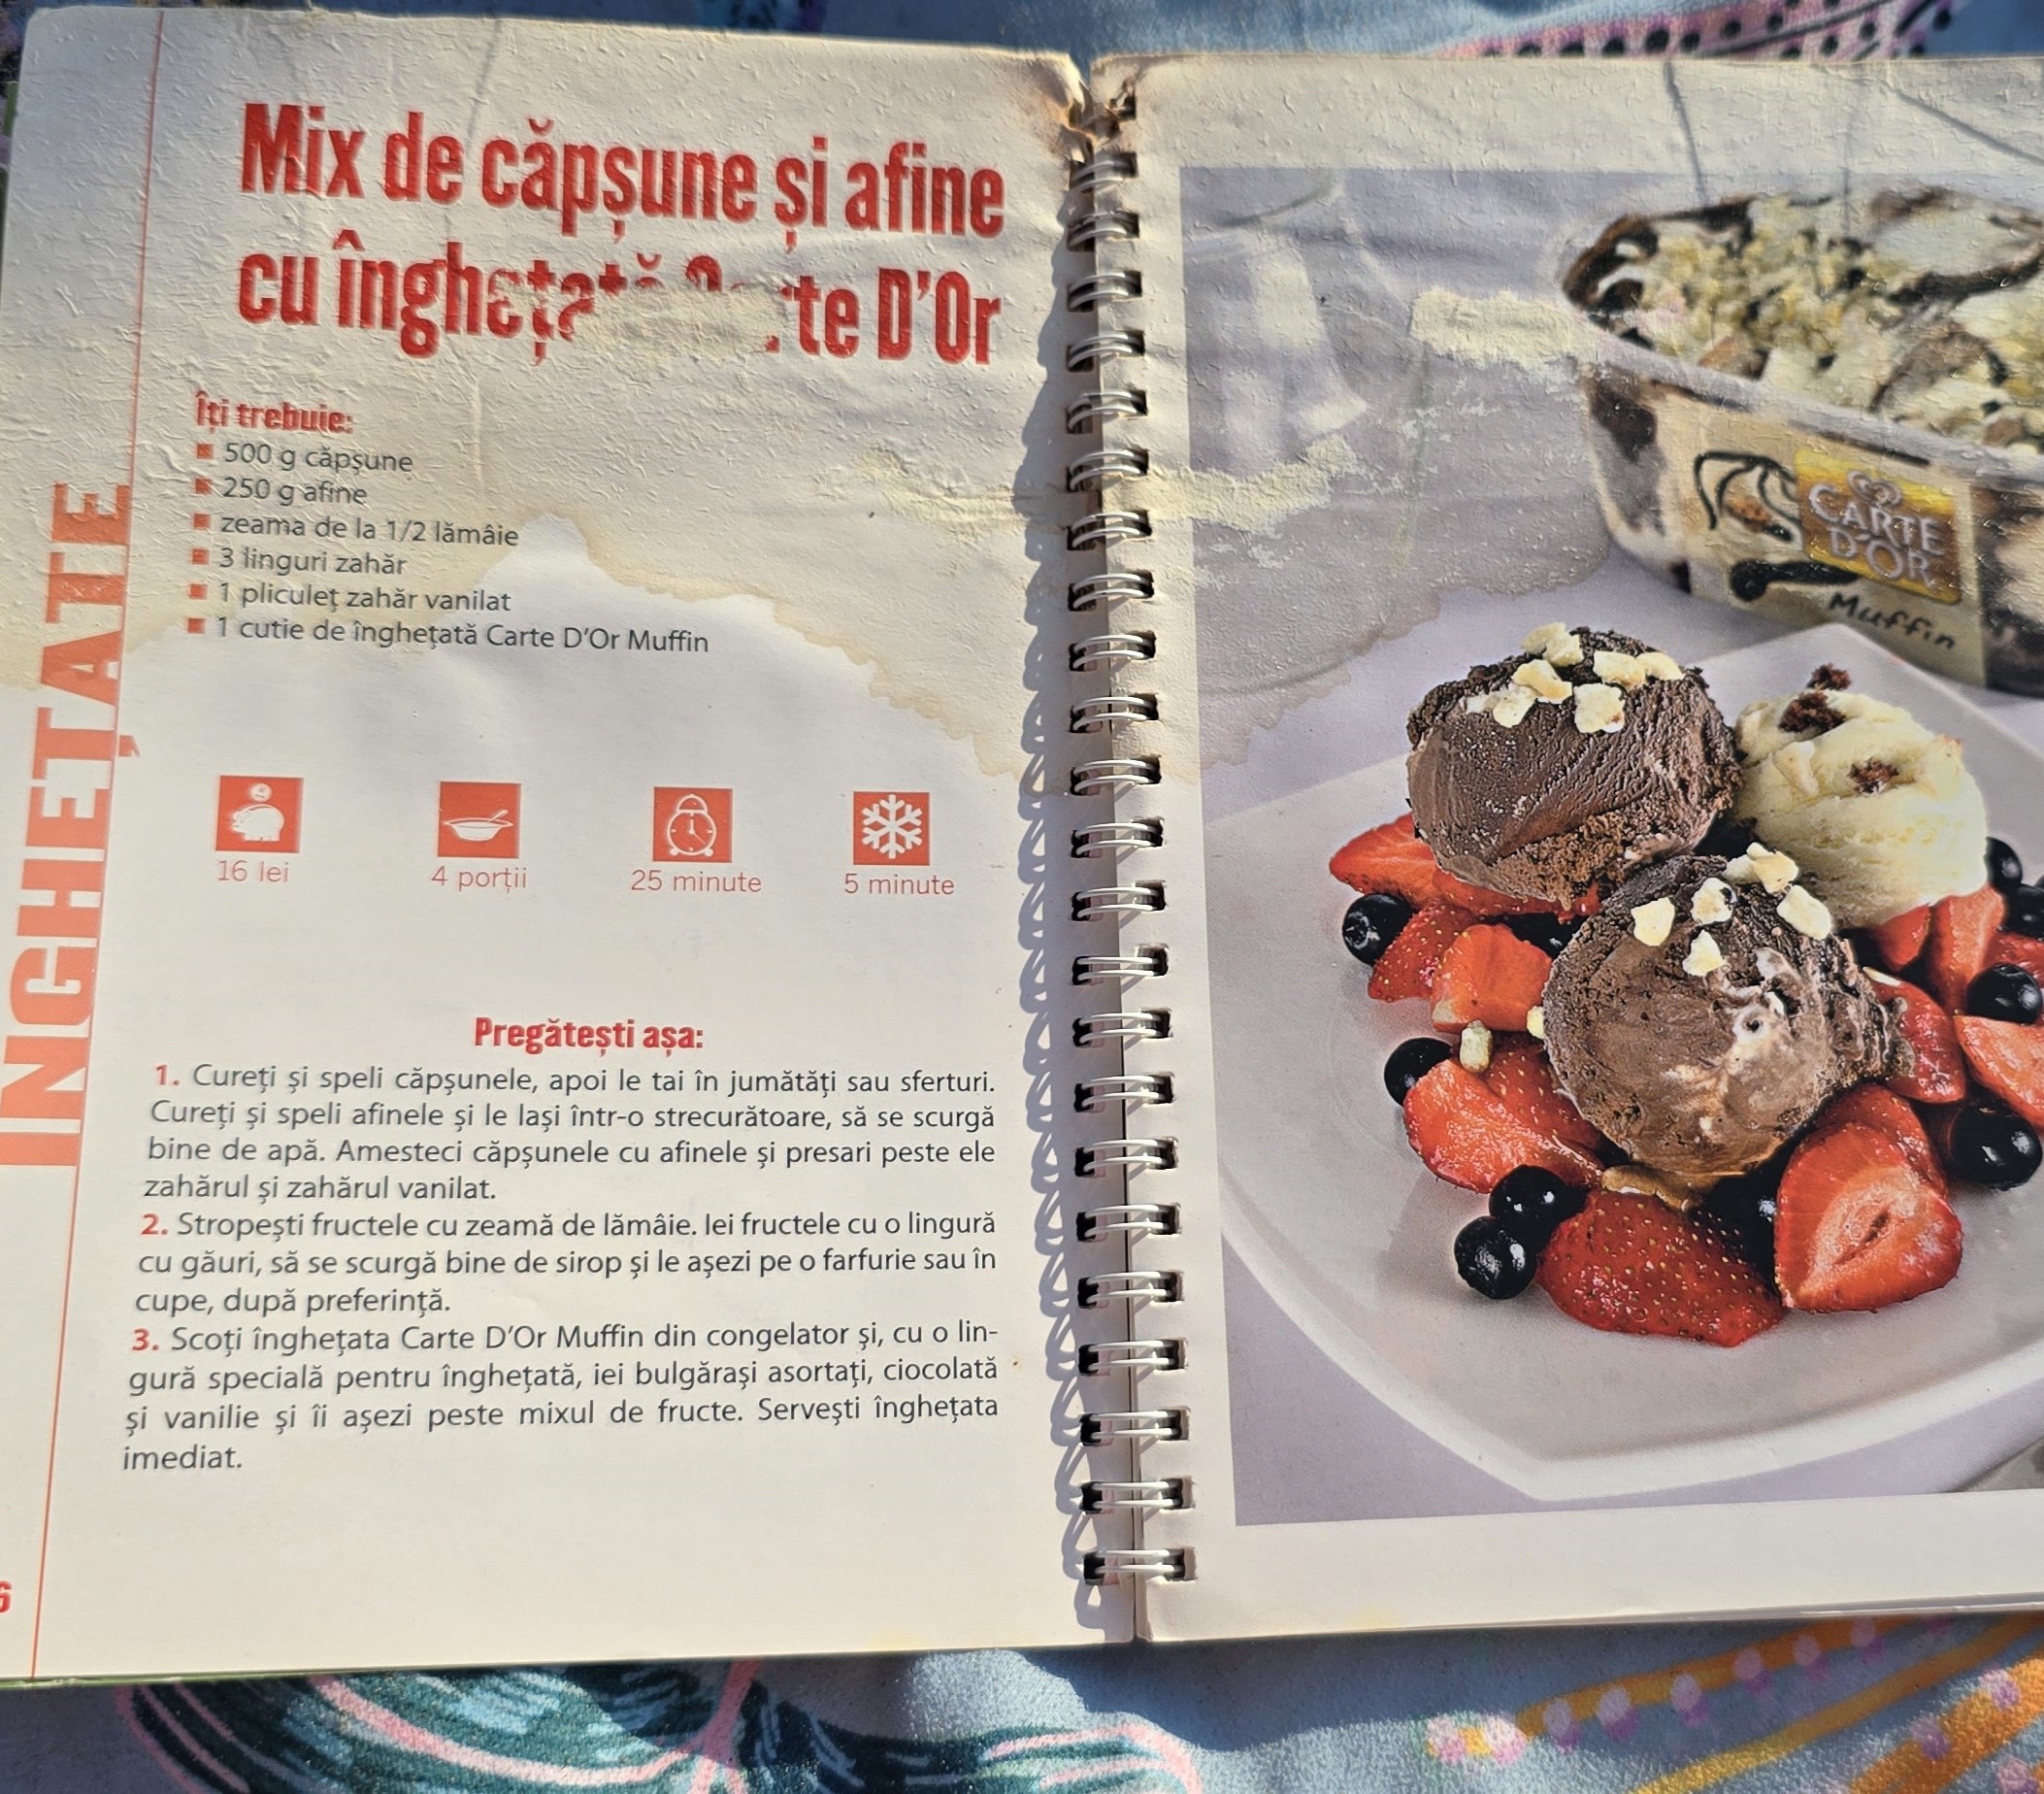 Mix de căpșune și afine
cu înghețată Carte D'Or
Îți trebuie:
500 g căpșune
250 g afine
zeama de la 1/2 lămâie
3 linguri zahăr
1 pliculeț zahăr vanilat
1 cutie de înghețată Carte D'Or Muffin
16 lei
4 porții
25 minute
5 minute
Pregătești așa:
1. Cureți și speli căpșunele, apoi le tai în jumătăți sau sferturi.
Cureți și speli afinele și le lași într-o strecurătoare, să se scurgă
bine de apă. Amesteci căpșunele cu afinele și presari peste ele
zahărul și zahărul vanilat.
2. Stropești fructele cu zeamă de lămâie. Iei fructele cu o lingură
cu găuri, să se scurgă bine de sirop și le așezi pe o farfurie sau în
cupe, după preferință.
3. Scoți înghețata Carte D'Or Muffin din congelator și, cu o lin-
gură specială pentru înghețată, iei bulgărași asortați, ciocolată
și vanilie și îi așezi peste mixul de fructe. Servești înghețata
imediat.
ÎNGHEȚATE
6
CARTE
D'OR
Muffin